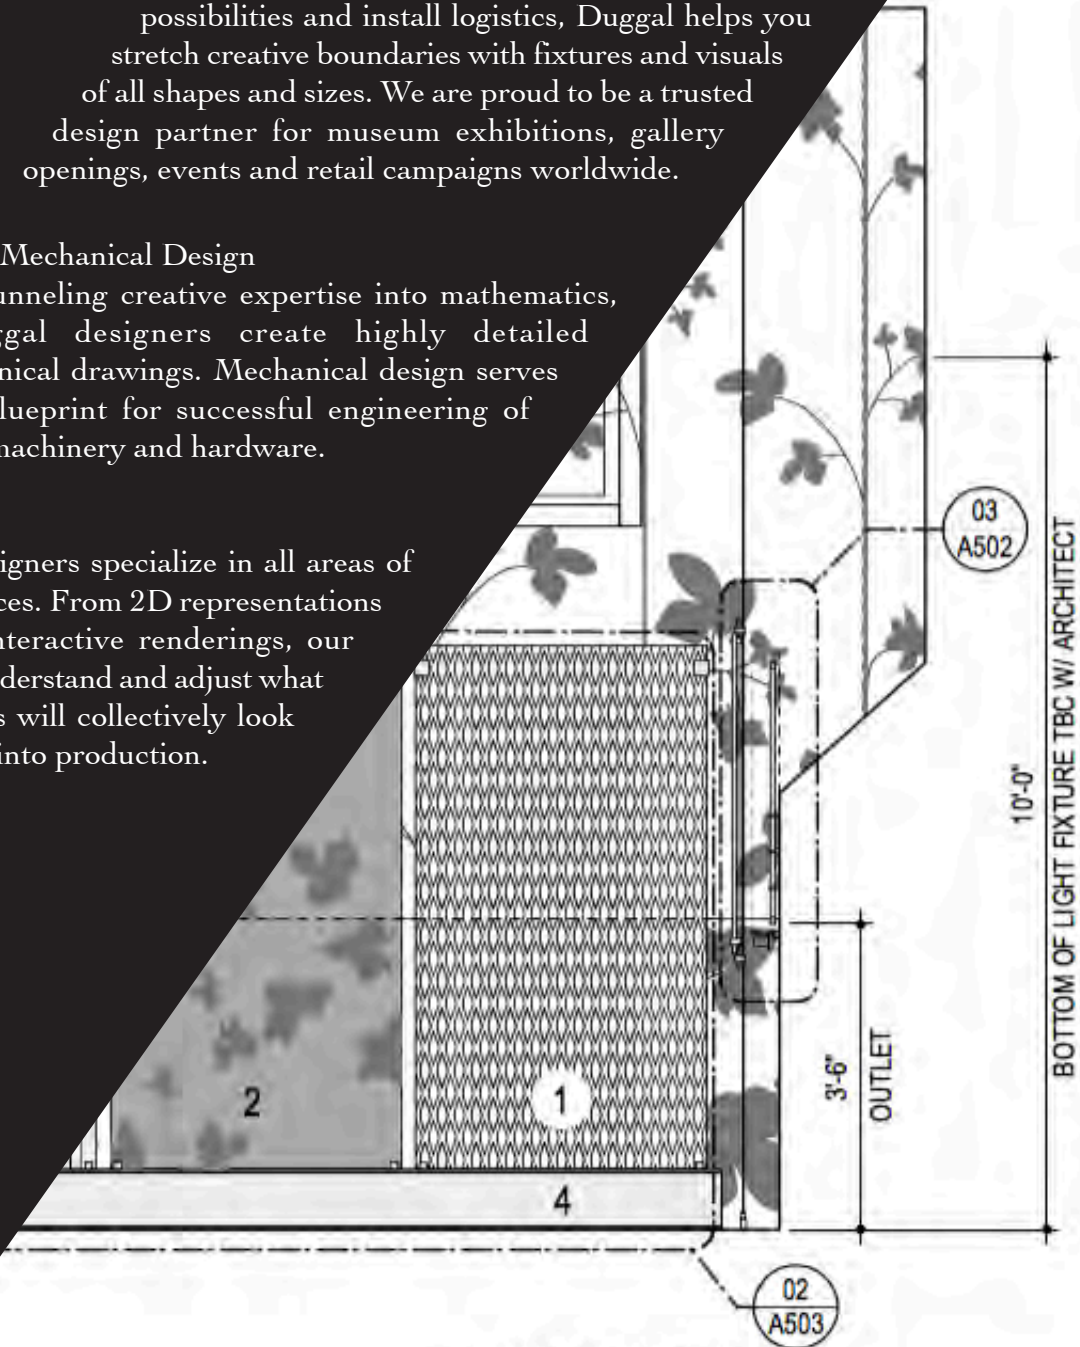 possibilities and install logistics, Duggal helps you
stretch creative boundaries with fixtures and visuals
of all shapes and sizes. We are proud to be a trusted
design partner for museum exhibitions, gallery
openings, events and retail campaigns worldwide.
Mechanical Design
unneling creative expertise into mathematics,
ggal designers create highly detailed
nical drawings. Mechanical design serves
lueprint for successful engineering of
machinery and hardware.
igners specialize in all areas of
ces. From 2D representations
nteractive renderings, our
derstand and adjust what
s will collectively look
into production.
03
A502
10'-0"
BOTTOM OF LIGHT FIXTURE TBC W/ ARCHITECT
3'-6"
OUTLET
2
1
4
02
A503